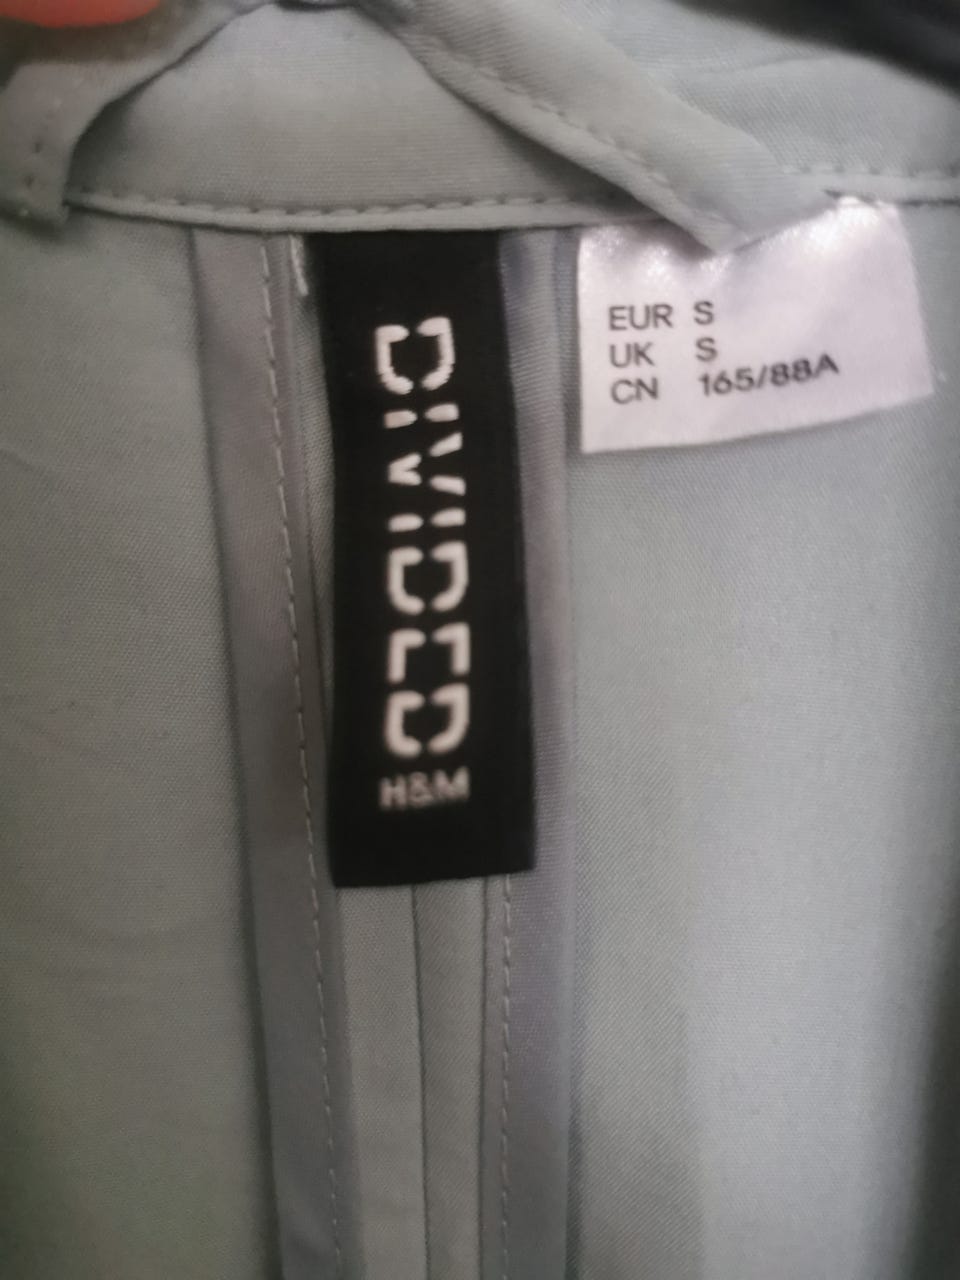 DIVIDED
H&M
EUR S
UK S
CN 165/88A